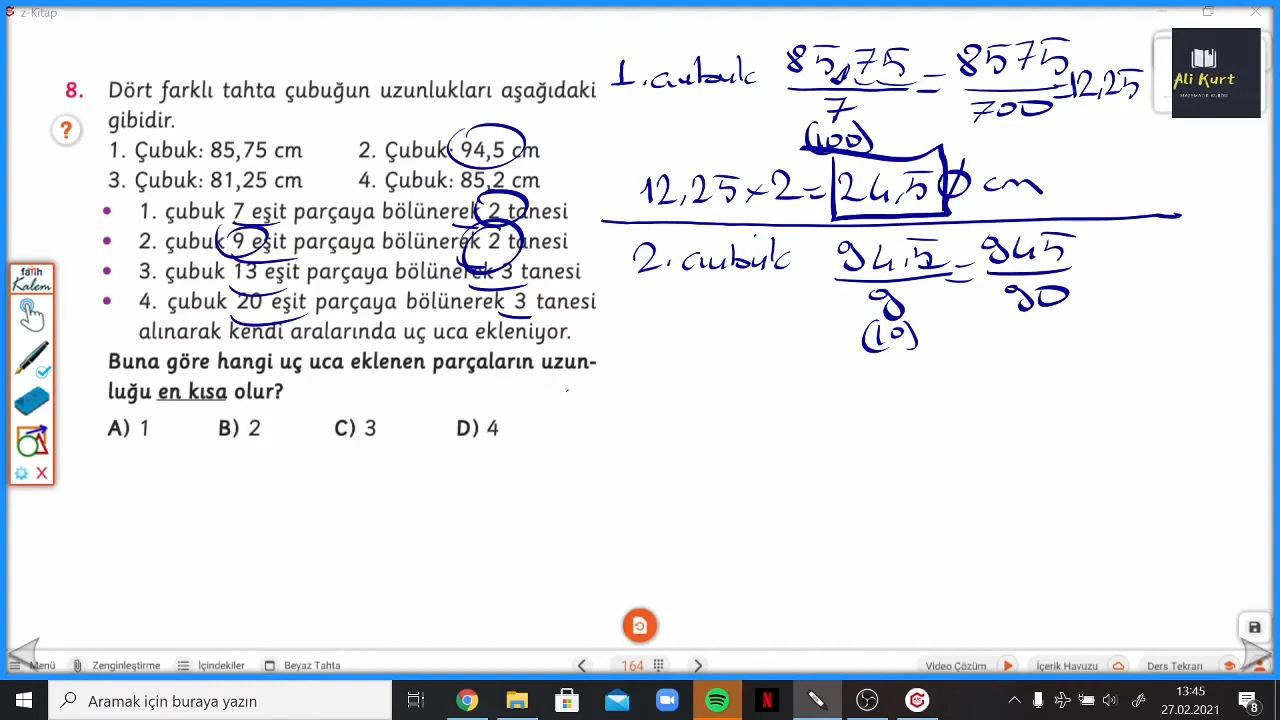 z-Kitap
8. Dört farklı tahta çubuğun uzunlukları aşağıdaki
gibidir.
1. Çubuk: 85,75 cm 2. Çubuk: 94,5 cm
3. Çubuk: 81,25 cm 4. Çubuk: 85,2 cm
• 1. çubuk 7 eşit parçaya bölünerek 2 tanesi
• 2. çubuk 9 eşit parçaya bölünerek 2 tanesi
• 3. çubuk 13 eşit parçaya bölünerek 3 tanesi
• 4. çubuk 20 eşit parçaya bölünerek 3 tanesi
alınarak kendi aralarında uç uca ekleniyor.
Buna göre hangi uç uca eklenen parçaların uzun-
luğu en kısa olur?
A) 1 B) 2 C) 3 D) 4
?
fatih
Kalem
1. çubuk 85,75 / 7 = 8575 / 700 = 12,25
(100)
12,25 x 2 = 24,50 cm
2. çubuk 94,5 / 9 = 945 / 90
(10)
Ali Kurt
Menü Zenginleştirme İçindekiler Beyaz Tahta 164 Video Çözüm İçerik Havuzu Ders Tekrarı
Aramak için buraya yazın
13:45
27.02.2021
8